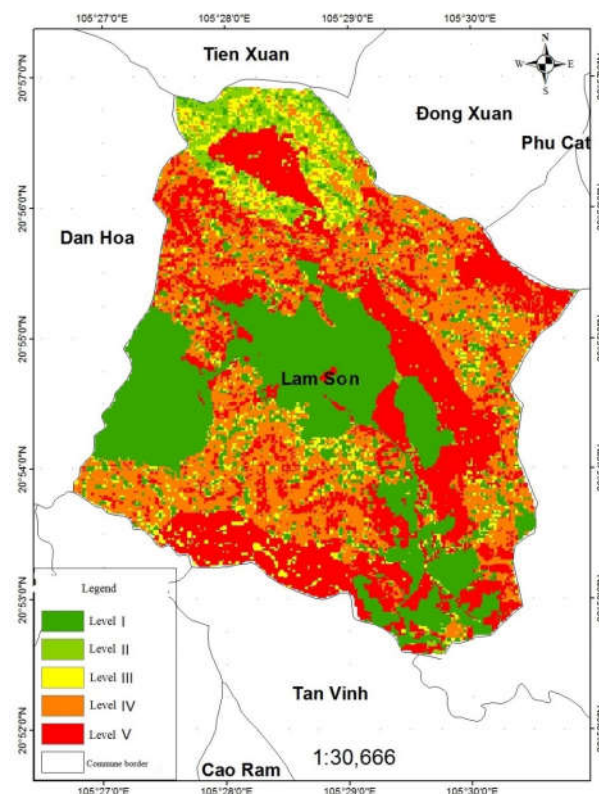 105°27'0"E 105°28'0"E 105°29'0"E 105°30'0"E
Tien Xuan
N
W E
S
20°57'0"N
Đong Xuan
Phu Cat
20°56'0"N
Dan Hoa
20°55'0"N
Lam Son
20°54'0"N
Legend
20°53'0"N
Level I
Level II
Level III
Tan Vinh
Level IV
20°52'0"N
Level V
1:30,666
Commune border
Cao Ram
105°27'0"E 105°28'0"E 105°29'0"E 105°30'0"E